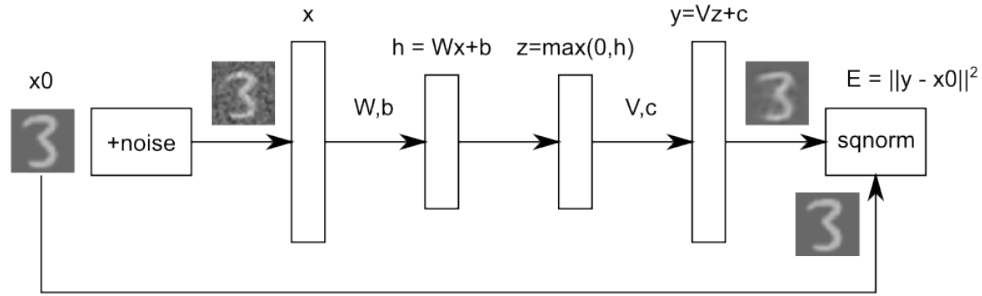 x
y=Vz+c
h = Wx+b
z=max(0,h)
x0
E = ||y - x0||²
W,b
V,c
+noise
sqnorm